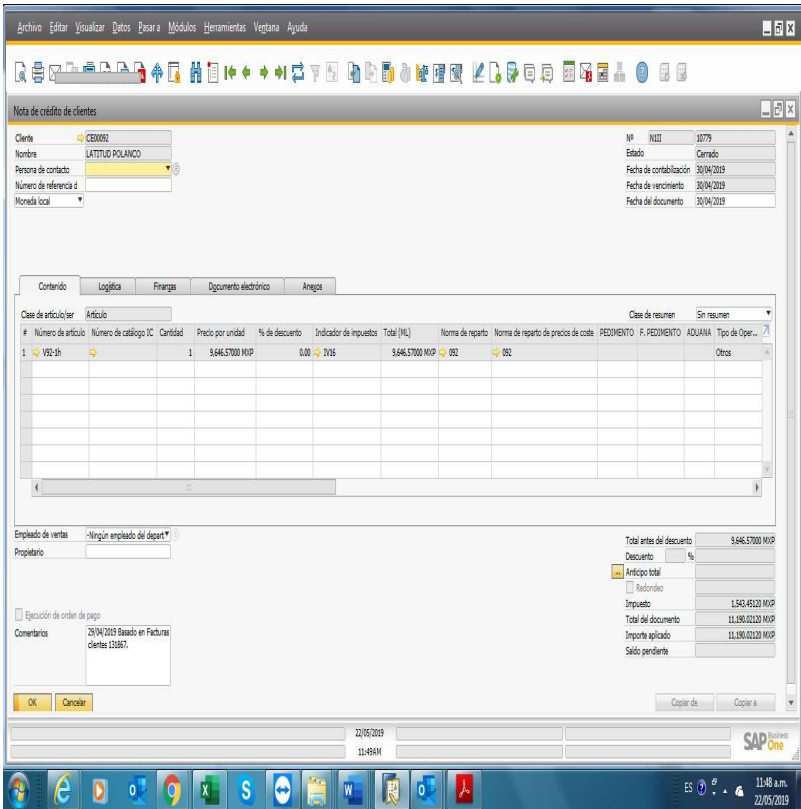 Archivo Editar Visualizar Datos Pasar a Módulos Herramientas Ventana Ayuda
Nota de crédito de clientes
Cliente CE00092
Nombre LATITUD POLANCO
Persona de contacto
Número de referencia d
Moneda local
Nº N1II 10779
Estado Cerrado
Fecha de contabilización 30/04/2019
Fecha de vencimiento 30/04/2019
Fecha del documento 30/04/2019
Contenido Logística Finanzas Documento electrónico Anexos
Clase de artículo/ser Artículo
Clase de resumen Sin resumen
# Número de artículo Número de catálogo IC Cantidad Precio por unidad % de descuento Indicador de impuestos Total (ML) Norma de reparto Norma de reparto de precios de coste PEDIMENTO F. PEDIMENTO ADUANA Tipo de Oper...
1 V92-1h 1 9,646.57000 MXP 0.00 IV16 9,646.57000 MXP 092 092 Otros
Empleado de ventas -Ningún empleado del depart
Propietario
Total antes del descuento 9,646.57000 MXP
Descuento %
... Anticipo total
Redondeo
Impuesto 1,543.45120 MXP
Total del documento 11,190.02120 MXP
Importe aplicado 11,190.02120 MXP
Saldo pendiente
Ejecución de orden de pago
Comentarios 29/04/2019 Basado en Facturas
clientes 131867.
OK Cancelar
Copiar de Copiar a
22/05/2019
11:49AM
SAP Business One
ES 11:48 a.m.
22/05/2019